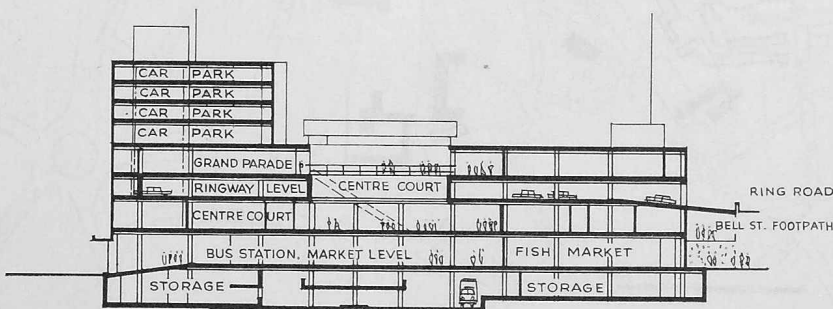 CAR PARK
CAR PARK
CAR PARK
CAR PARK
GRAND PARADE
RINGWAY LEVEL CENTRE COURT
RING ROAD
CENTRE COURT
BELL ST. FOOTPATH
BUS STATION, MARKET LEVEL FISH MARKET
STORAGE STORAGE